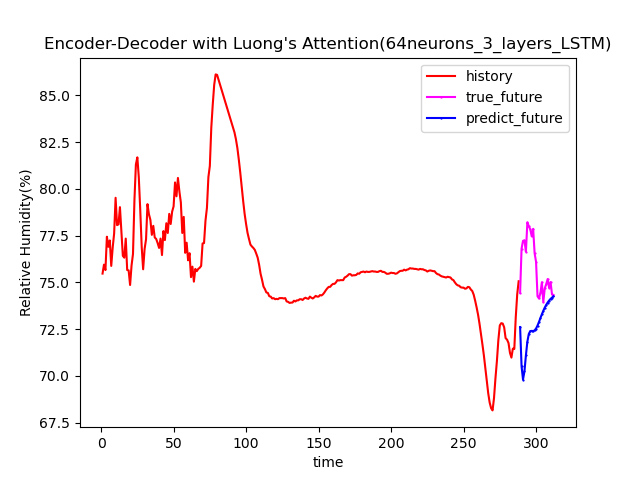 Encoder-Decoder with Luong's Attention(64neurons_3_layers_LSTM)
history
true_future
predict_future
Relative Humidity(%)
85.0
82.5
80.0
77.5
75.0
72.5
70.0
67.5
0 50 100 150 200 250 300
time